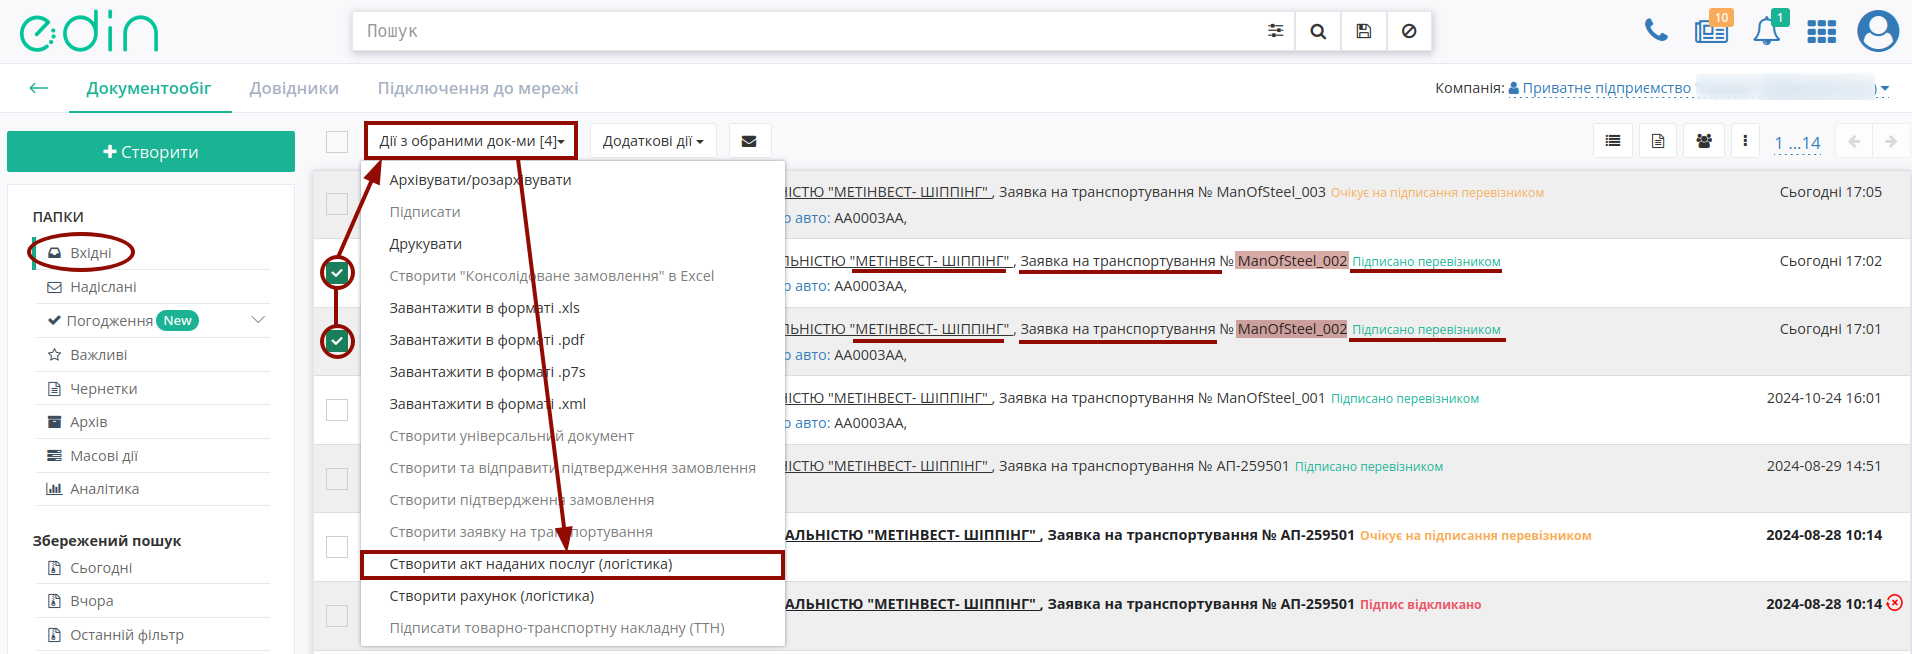 edin
Пошук
10
1
Документообіг
Довідники
Підключення до мережі
Компанія: Приватне підприємство
Створити
Дії з обраними док-ми [4]
Додаткові дії
1 ...14
ПАПКИ
Вхідні
Надіслані
Погодження New
Важливі
Чернетки
Архів
Масові дії
Аналітика
Збережений пошук
Сьогодні
Вчора
Останній фільтр
Архівувати/розархівувати
Підписати
Друкувати
Створити "Консолідоване замовлення" в Excel
Завантажити в форматі .xls
Завантажити в форматі .pdf
Завантажити в форматі .p7s
Завантажити в форматі .xml
Створити універсальний документ
Створити та відправити підтвердження замовлення
Створити підтвердження замовлення
Створити заявку на транспортування
Створити акт наданих послуг (логістика)
Створити рахунок (логістика)
Підписати товарно-транспортну накладну (ТТН)
ІСТЮ "МЕТІНВЕСТ- ШІППІНГ" , Заявка на транспортування № ManOfSteel_003 Очікує на підписання перевізником Сьогодні 17:05
р авто: АА0003АА,
ЛЬНІСТЮ "МЕТІНВЕСТ- ШІППІНГ" , Заявка на транспортування № ManOfSteel_002 Підписано перевізником Сьогодні 17:02
р авто: АА0003АА,
ЛЬНІСТЮ "МЕТІНВЕСТ- ШІППІНГ" , Заявка на транспортування № ManOfSteel_002 Підписано перевізником Сьогодні 17:01
р авто: АА0003АА,
ІСТЮ "МЕТІНВЕСТ- ШІППІНГ" , Заявка на транспортування № ManOfSteel_001 Підписано перевізником 2024-10-24 16:01
р авто: АА0003АА,
ІСТЮ "МЕТІНВЕСТ- ШІППІНГ" , Заявка на транспортування № АП-259501 Підписано перевізником 2024-08-29 14:51
АЛЬНІСТЮ "МЕТІНВЕСТ- ШІППІНГ" , Заявка на транспортування № АП-259501 Очікує на підписання перевізником 2024-08-28 10:14
АЛЬНІСТЮ "МЕТІНВЕСТ- ШІППІНГ" , Заявка на транспортування № АП-259501 Підпис відкликано 2024-08-28 10:14